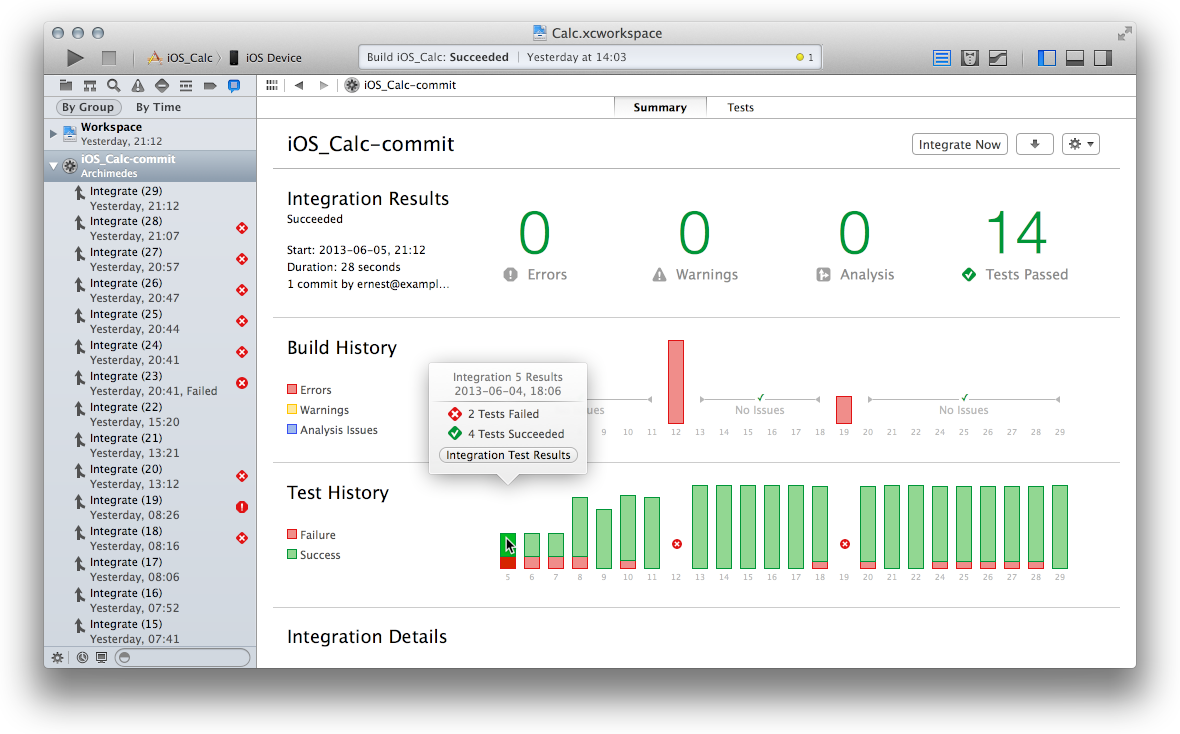 Calc.xcworkspace
iOS_Calc
iOS Device
Build iOS_Calc: Succeeded
Yesterday at 14:03
1
iOS_Calc-commit
By Group
By Time
Summary
Tests
Workspace
Yesterday, 21:12
iOS_Calc-commit
Archimedes
Integrate (29)
Yesterday, 21:12
Integrate (28)
Yesterday, 21:07
Integrate (27)
Yesterday, 20:57
Integrate (26)
Yesterday, 20:47
Integrate (25)
Yesterday, 20:44
Integrate (24)
Yesterday, 20:41
Integrate (23)
Yesterday, 20:41, Failed
Integrate (22)
Yesterday, 15:20
Integrate (21)
Yesterday, 13:21
Integrate (20)
Yesterday, 13:12
Integrate (19)
Yesterday, 08:26
Integrate (18)
Yesterday, 08:16
Integrate (17)
Yesterday, 08:06
Integrate (16)
Yesterday, 07:52
Integrate (15)
Yesterday, 07:41
iOS_Calc-commit
Integrate Now
Integration Results
Succeeded
Start: 2013-06-05, 21:12
Duration: 28 seconds
1 commit by ernest@exampl...
0
Errors
0
Warnings
0
Analysis
14
Tests Passed
Build History
Errors
Warnings
Analysis Issues
ues
No Issues
No Issues
9 10 11 12 13 14 15 16 17 18 19 20 21 22 23 24 25 26 27 28 29
Integration 5 Results
2013-06-04, 18:06
2 Tests Failed
4 Tests Succeeded
Integration Test Results
Test History
Failure
Success
5 6 7 8 9 10 11 12 13 14 15 16 17 18 19 20 21 22 23 24 25 26 27 28 29
Integration Details